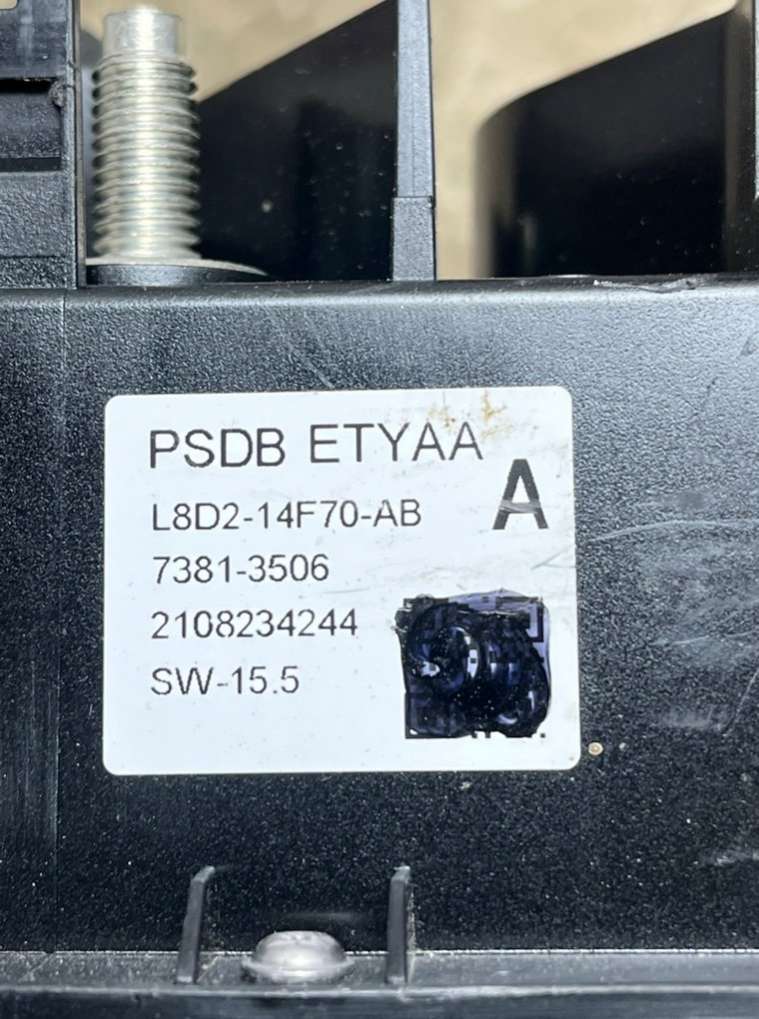 PSDB ETYAA
A
L8D2-14F70-AB
7381-3506
2108234244
SW-15.5